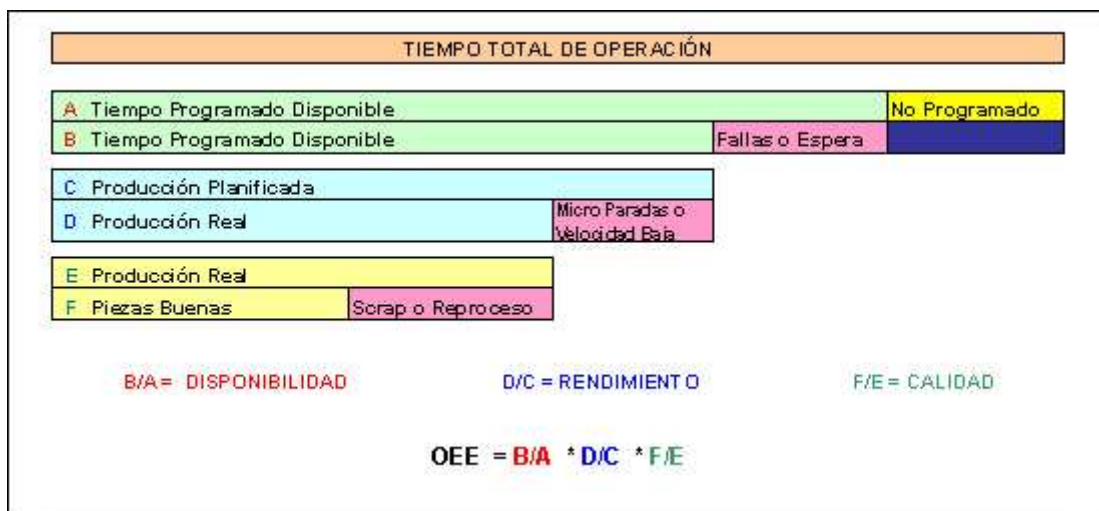 TIEMPO TOTAL DE OPERACIÓN
A Tiempo Programado Disponible No Programado
B Tiempo Programado Disponible Fallas o Espera
C Producción Planificada
D Producción Real Micro Paradas o
Velocidad Baja
E Producción Real
F Piezas Buenas Scrap o Reproceso
B/A = DISPONIBILIDAD D/C = RENDIMIENTO F/E = CALIDAD
OEE = B/A * D/C * F/E